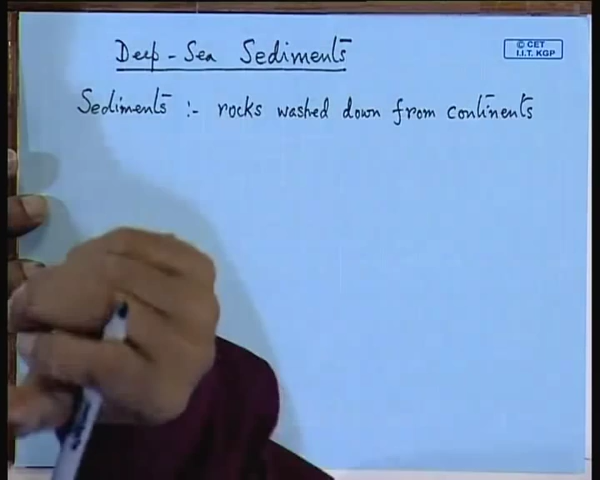 Deep-Sea Sediments
© CET
I.I.T. KGP
Sediments :- rocks washed down from continents